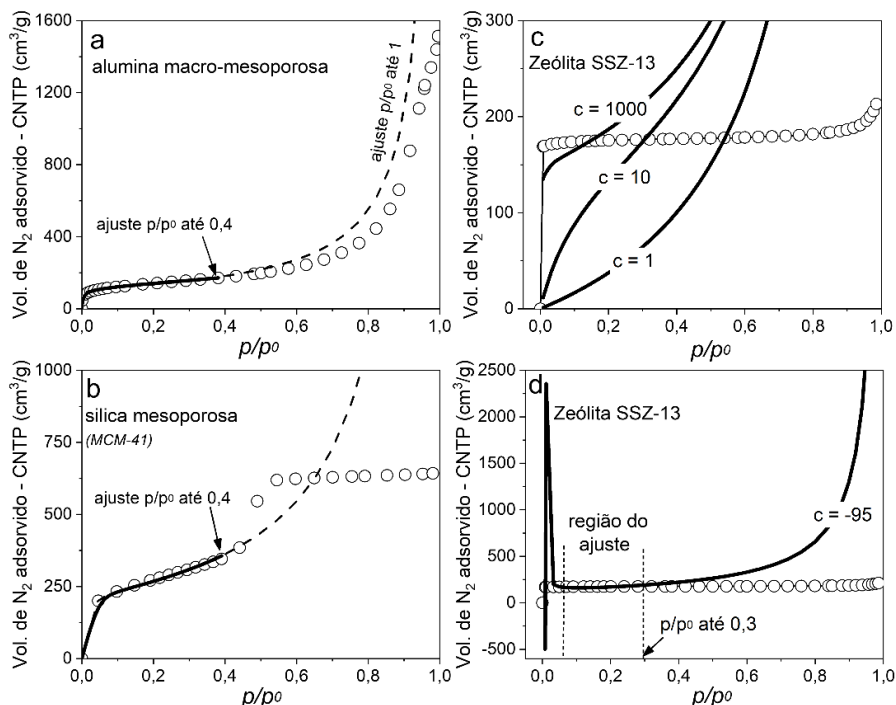 a
alumina macro-mesoporosa
ajuste p/p⁰ até 1
ajuste p/p⁰ até 0,4
Vol. de N₂ adsorvido - CNTP (cm³/g)
1600
1200
800
400
0
0,0 0,2 0,4 0,6 0,8 1,0
p/p⁰
c
Zeólita SSZ-13
c = 1000
c = 10
c = 1
Vol. de N₂ adsorvido - CNTP (cm³/g)
300
200
100
0
0,0 0,2 0,4 0,6 0,8 1,0
p/p⁰
b
silica mesoporosa
(MCM-41)
ajuste p/p⁰ até 0,4
Vol. de N₂ adsorvido - CNTP (cm³/g)
1000
750
500
250
0
0,0 0,2 0,4 0,6 0,8 1,0
p/p⁰
d
Zeólita SSZ-13
região do
ajuste
c = -95
p/p⁰ até 0,3
Vol. de N₂ adsorvido - CNTP (cm³/g)
2500
2000
1500
1000
500
0
-500
0,0 0,2 0,4 0,6 0,8 1,0
p/p⁰